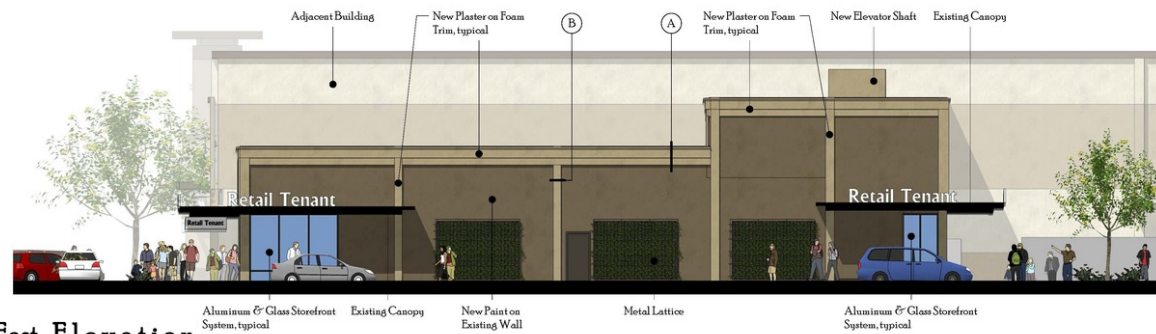 Adjacent Building
New Plaster on Foam
Trim, typical
B
A
New Plaster on Foam
Trim, typical
New Elevator Shaft
Existing Canopy
Retail Tenant
Retail Tenant
Retail Tenant
Aluminum & Glass Storefront
System, typical
Existing Canopy
New Paint on
Existing Wall
Metal Lattice
Aluminum & Glass Storefront
System, typical
Elevation